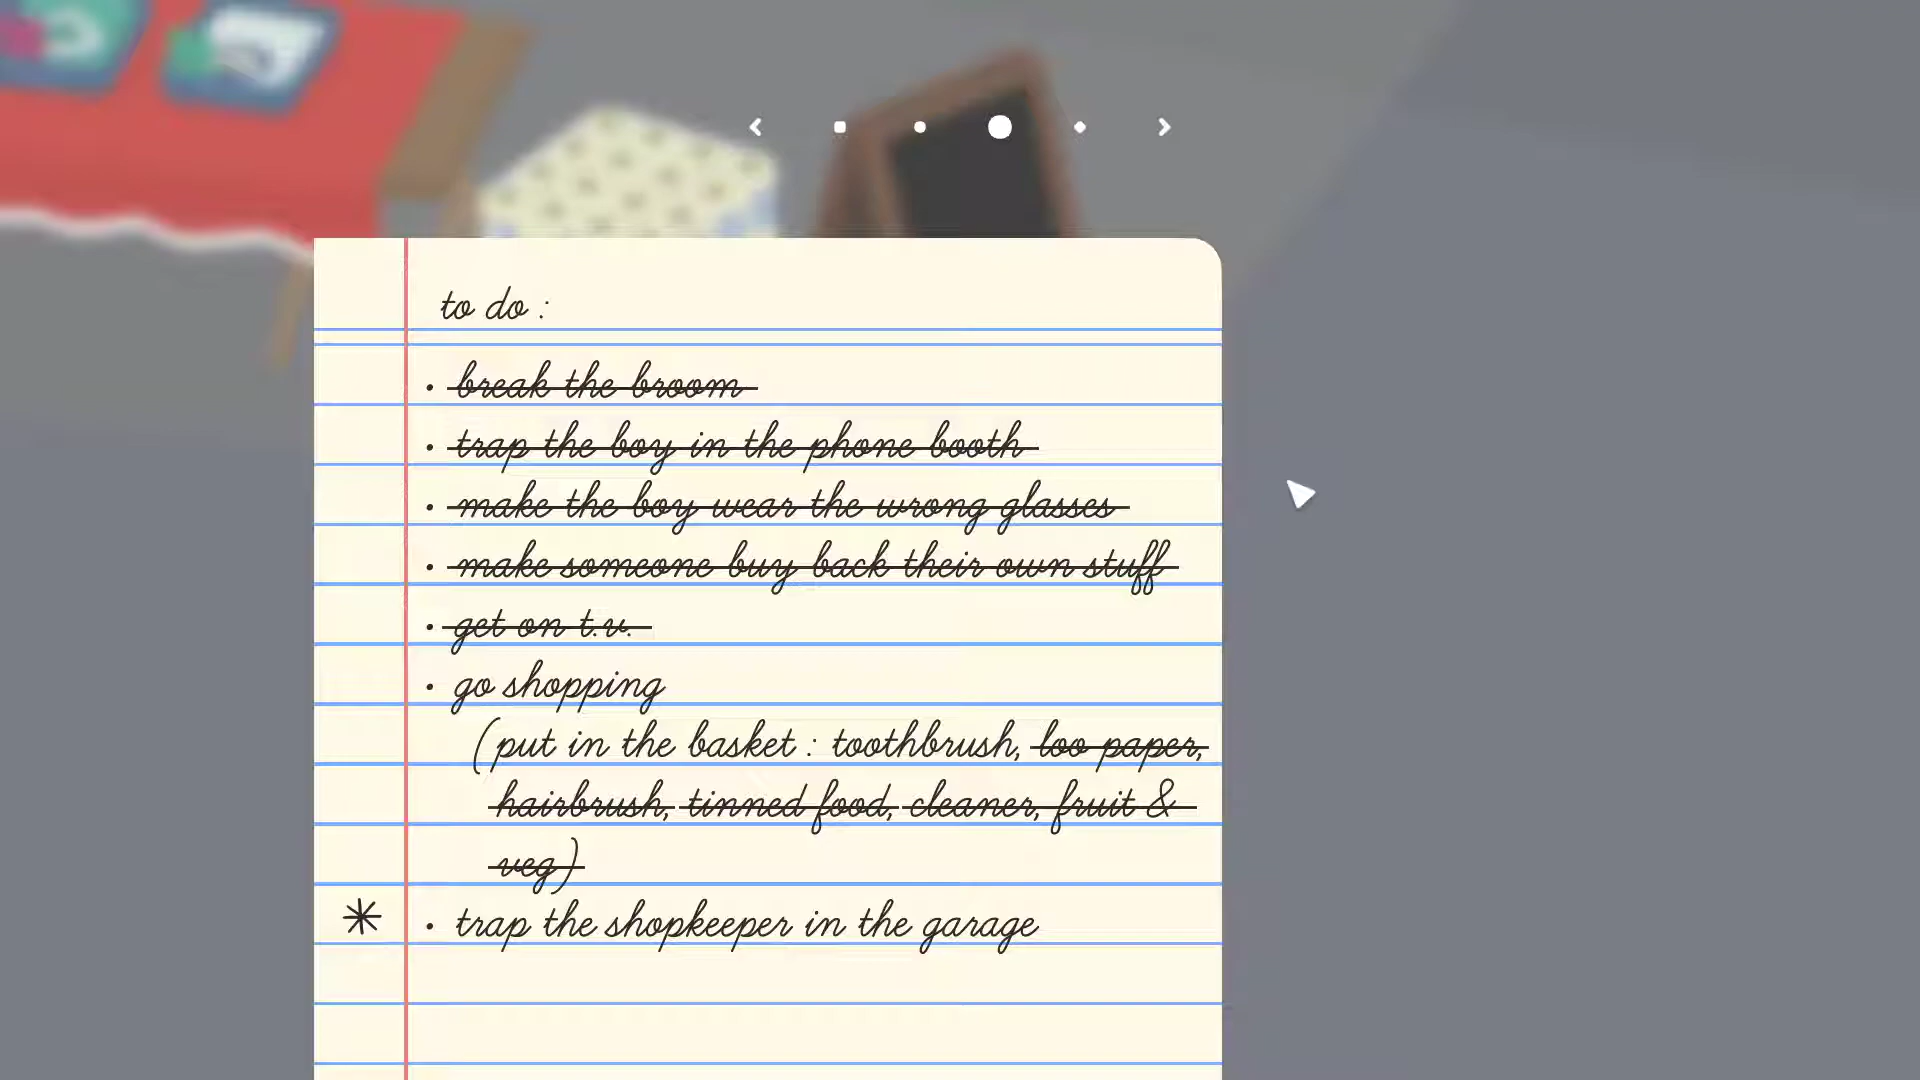 to do :
• break the broom
• trap the boy in the phone booth
• make the boy wear the wrong glasses
• make someone buy back their own stuff
• get on t.v.
• go shopping
(put in the basket : toothbrush, loo paper,
hairbrush, tinned food, cleaner, fruit &
veg)
* • trap the shopkeeper in the garage